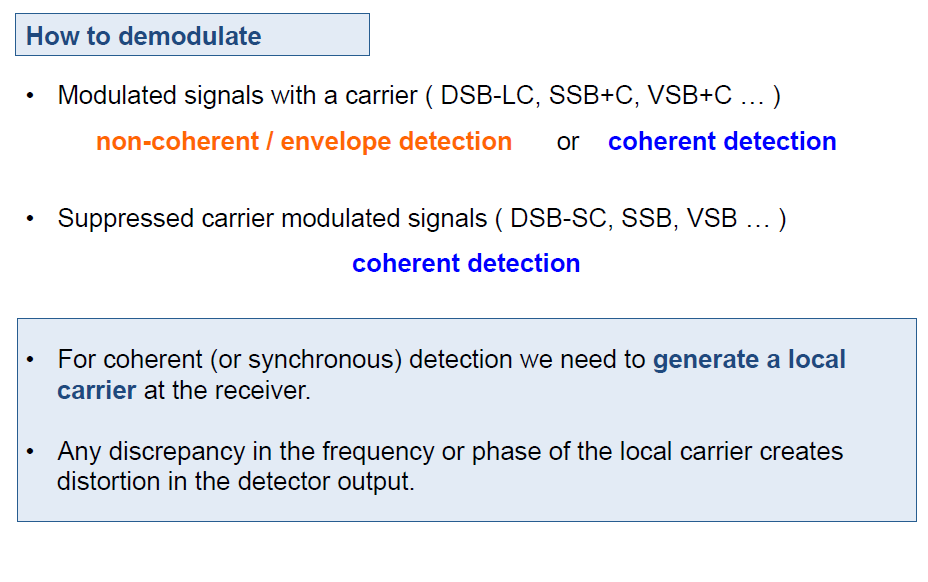 How to demodulate
• Modulated signals with a carrier ( DSB-LC, SSB+C, VSB+C … )
non-coherent / envelope detection or coherent detection
• Suppressed carrier modulated signals ( DSB-SC, SSB, VSB … )
coherent detection
• For coherent (or synchronous) detection we need to generate a local
carrier at the receiver.
• Any discrepancy in the frequency or phase of the local carrier creates
distortion in the detector output.